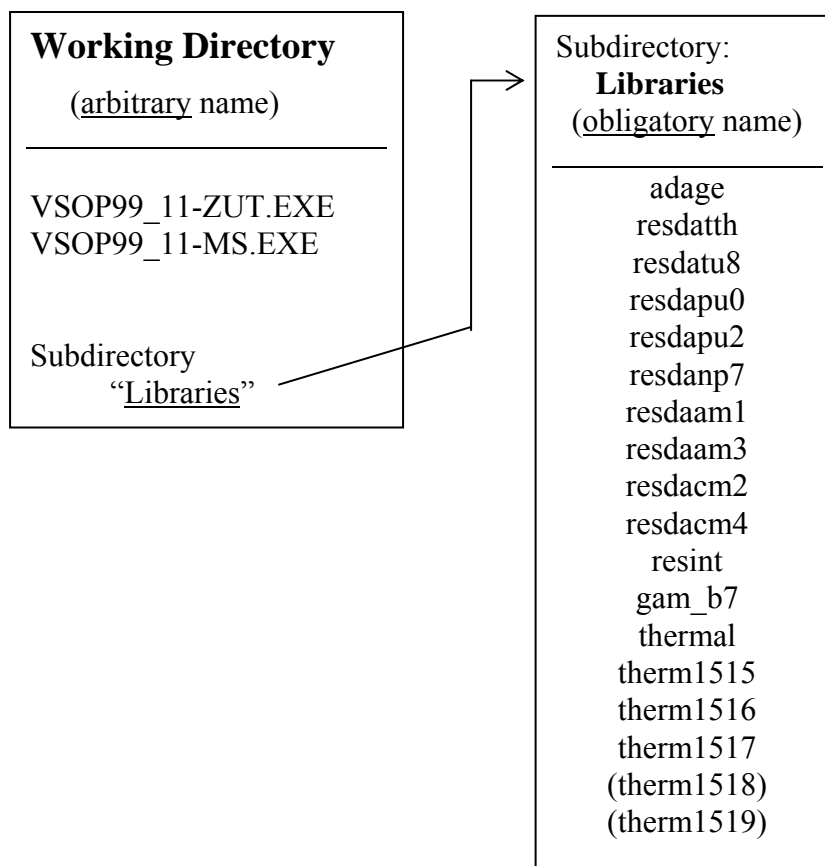 Working Directory
(arbitrary name)
VSOP99_11-ZUT.EXE
VSOP99_11-MS.EXE
Subdirectory
“Libraries”
Subdirectory:
Libraries
(obligatory name)
adage
resdatth
resdatu8
resdapu0
resdapu2
resdanp7
resdaam1
resdaam3
resdacm2
resdacm4
resint
gam_b7
thermal
therm1515
therm1516
therm1517
(therm1518)
(therm1519)